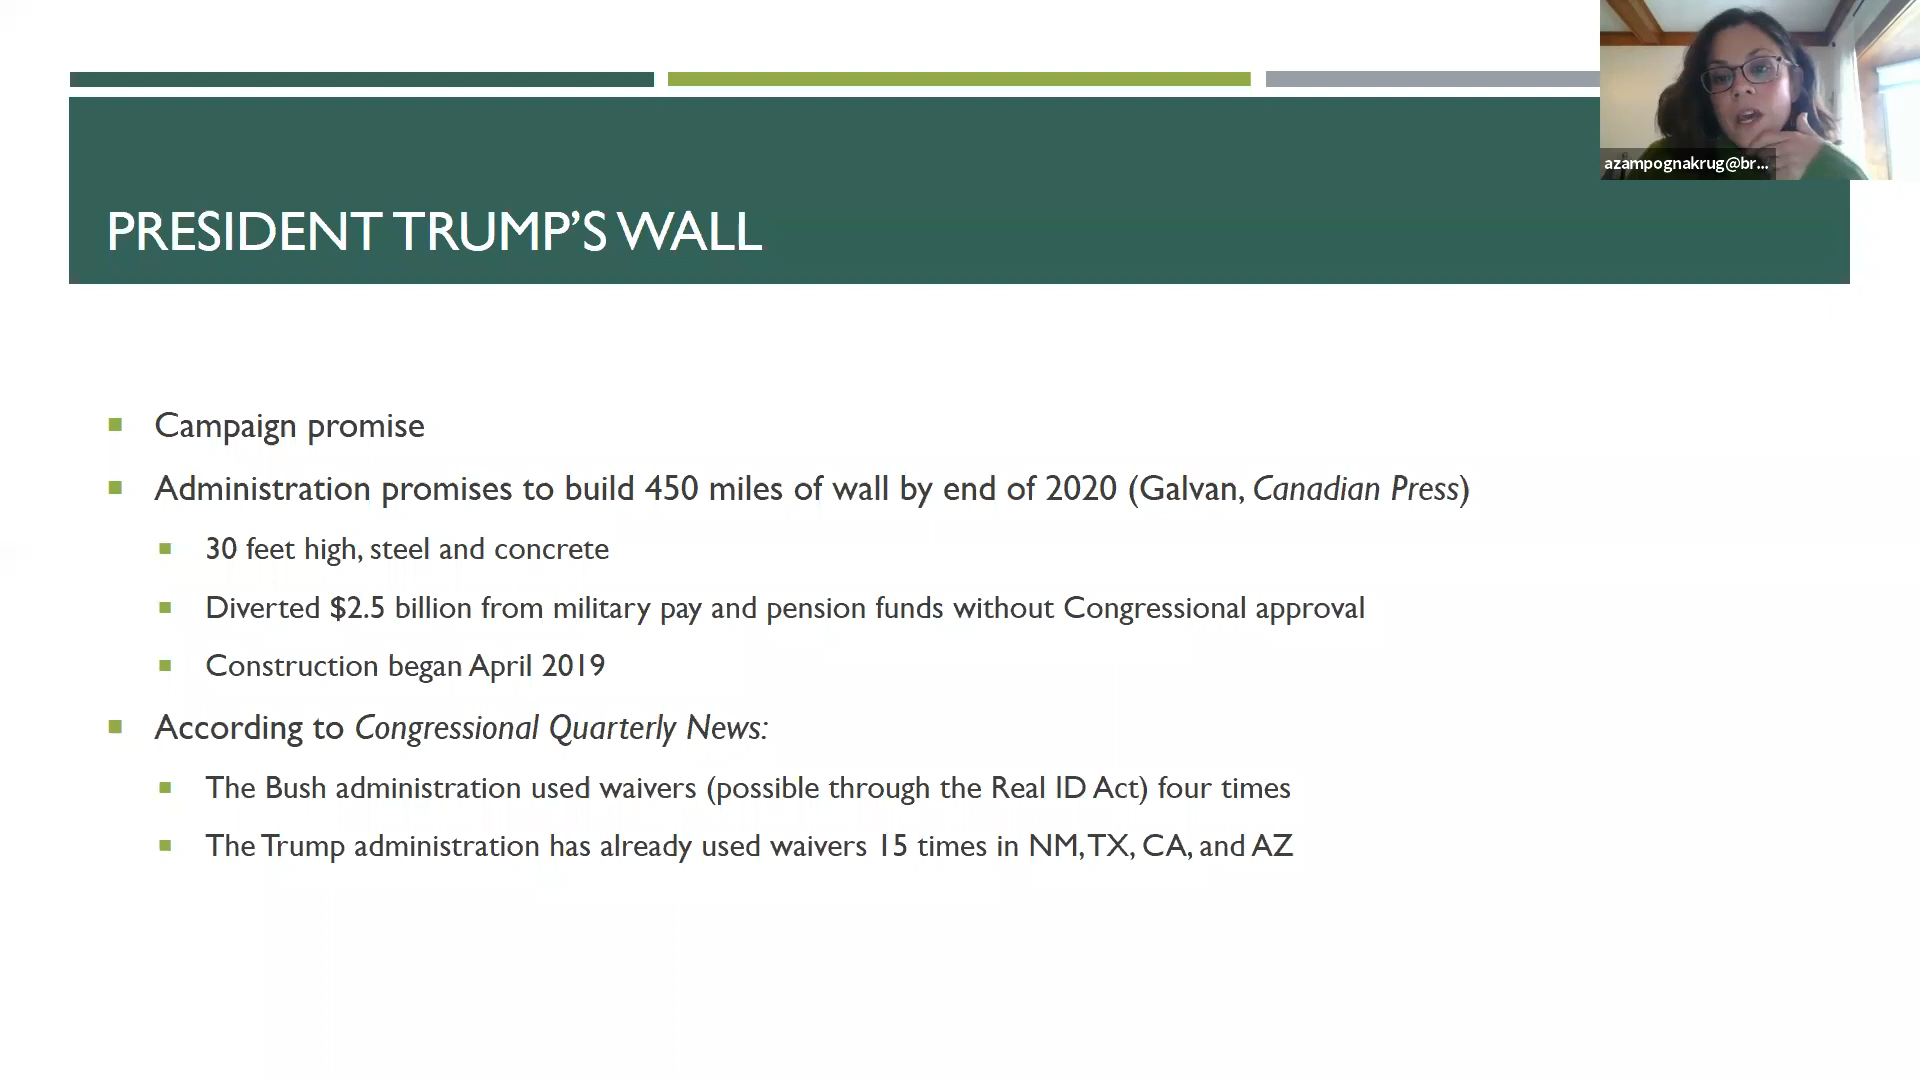 azampognakrug@br...
PRESIDENT TRUMP’S WALL
Campaign promise
Administration promises to build 450 miles of wall by end of 2020 (Galvan, Canadian Press)
30 feet high, steel and concrete
Diverted $2.5 billion from military pay and pension funds without Congressional approval
Construction began April 2019
According to Congressional Quarterly News:
The Bush administration used waivers (possible through the Real ID Act) four times
The Trump administration has already used waivers 15 times in NM, TX, CA, and AZ